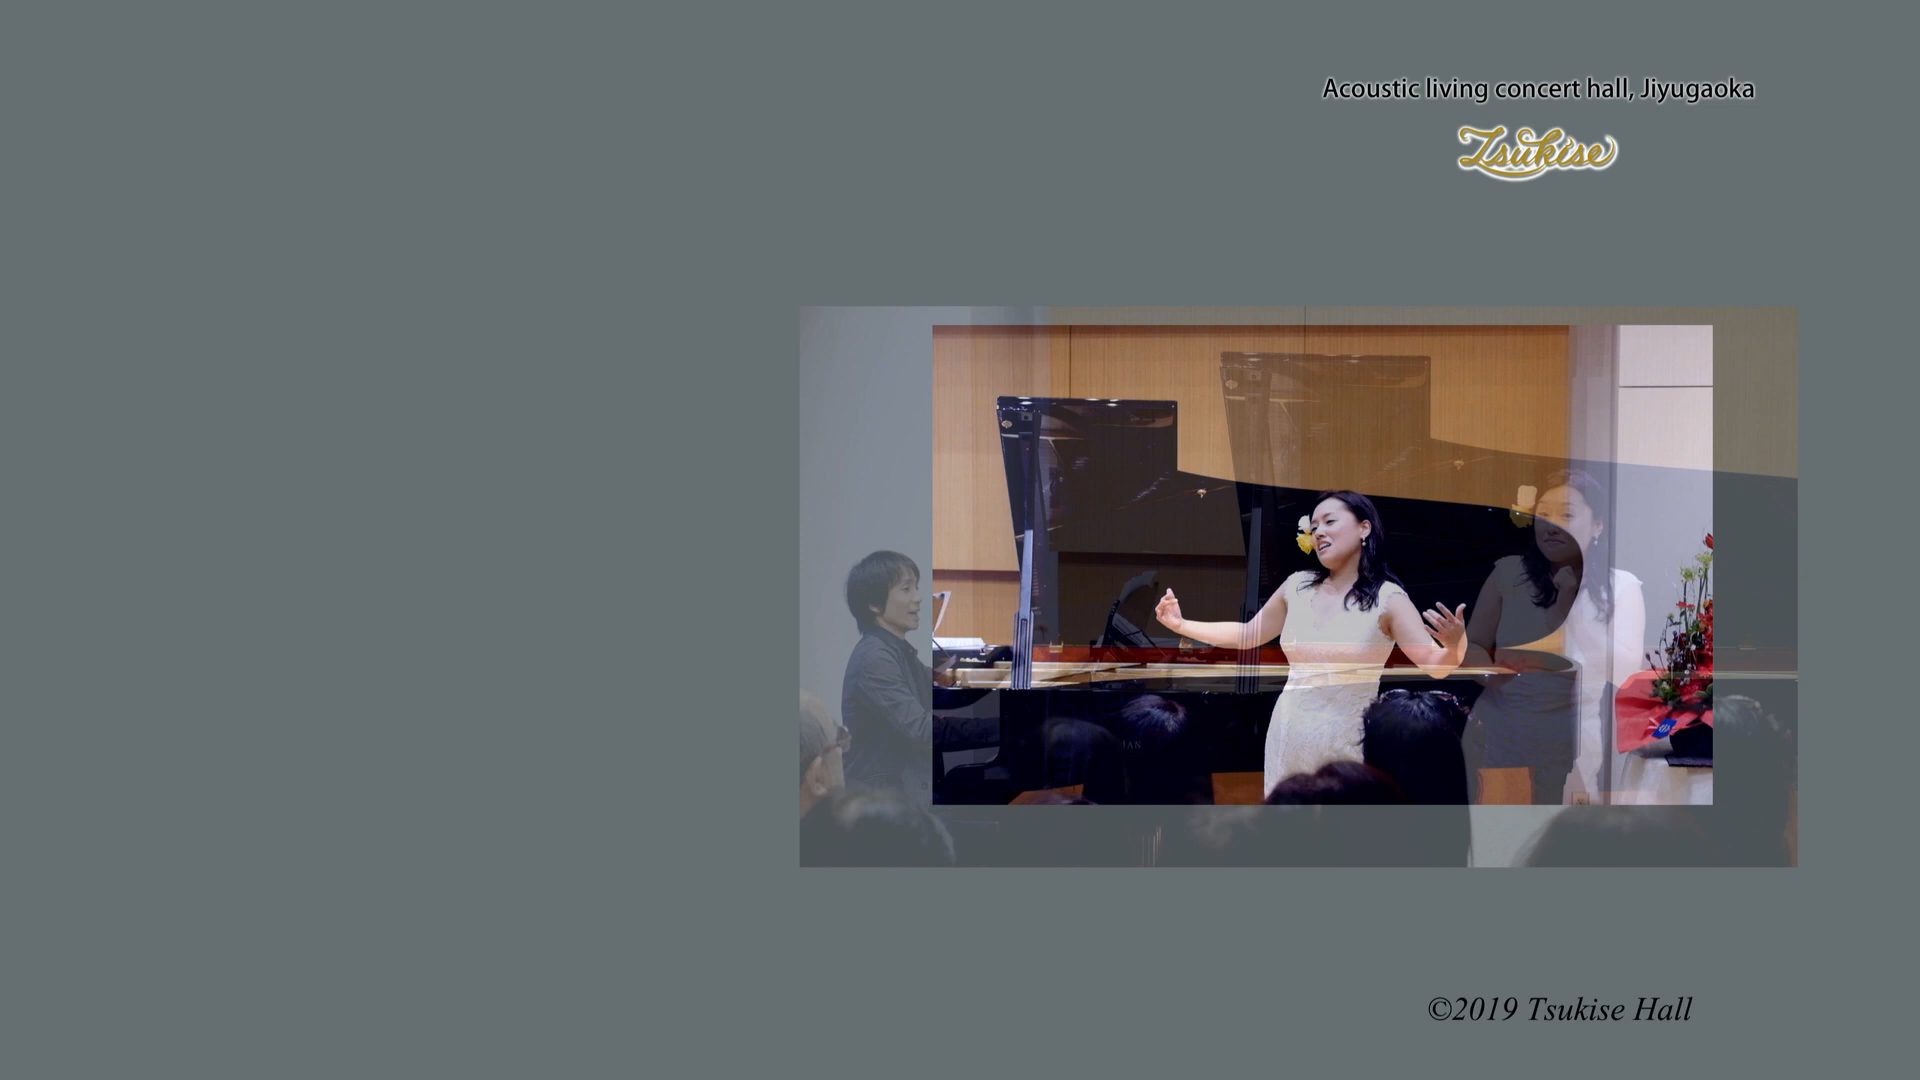 Acoustic living concert hall, Jiyugaoka
Tsukise
©2019 Tsukise Hall